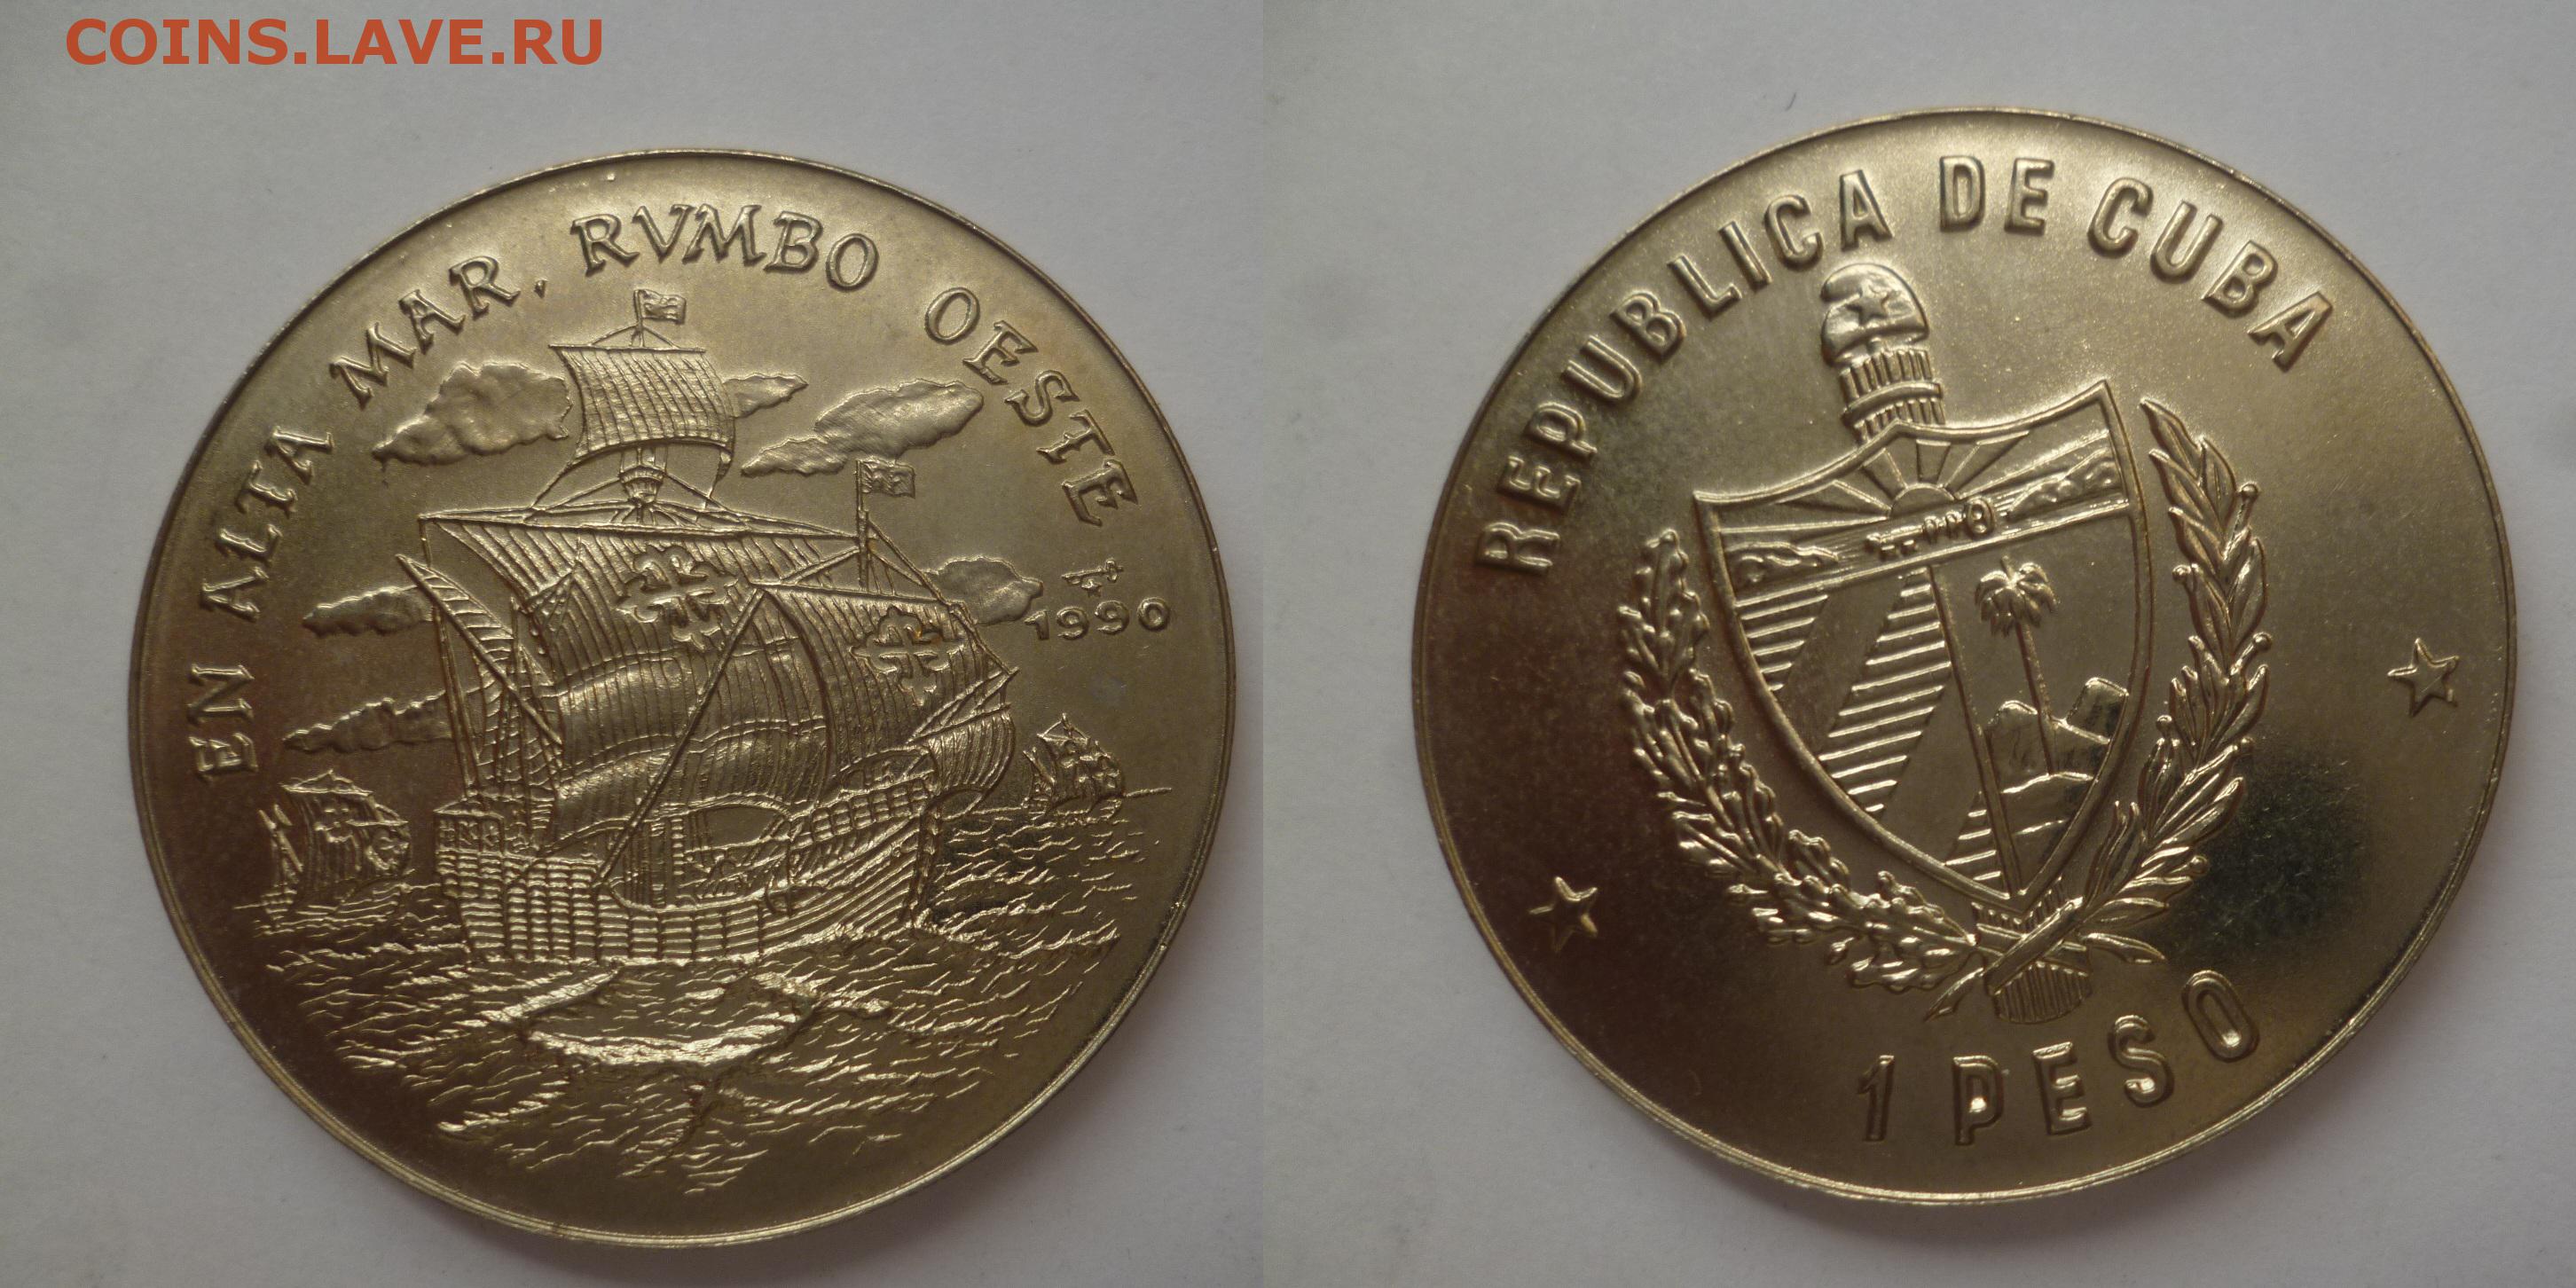 COINS.LAVE.RU
EN ALTA MAR, RVMBO OESTE
1990
REPUBLICA DE CUBA
1 PESO